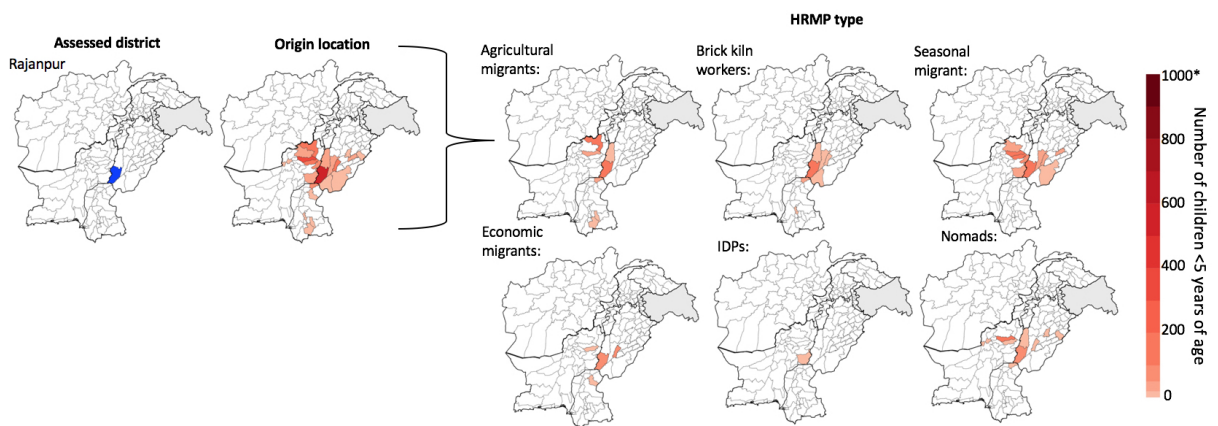 HRMP type
Assessed district
Origin location
Rajanpur
Agricultural
migrants:
Brick kiln
workers:
Seasonal
migrant:
Economic
migrants:
IDPs:
Nomads:
1000*
800
600
400
200
0
Number of children <5 years of age